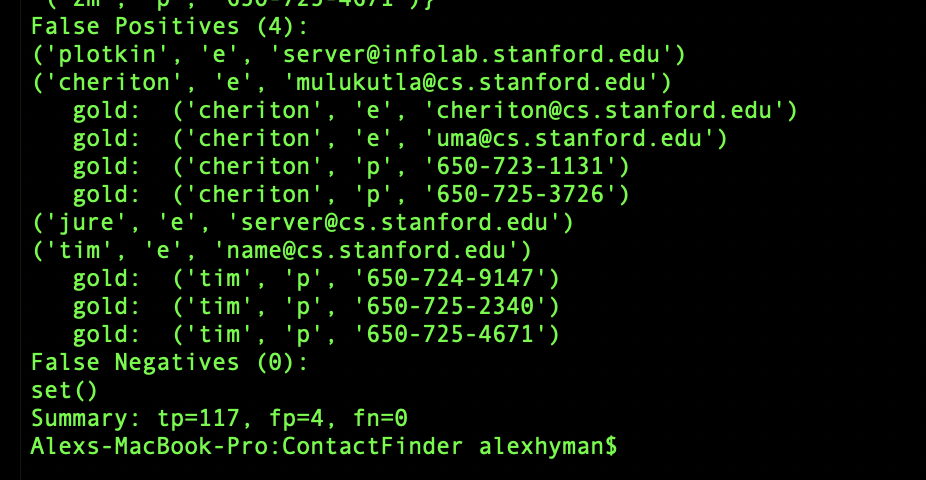 ('zm', 'p', '650-725-4671')}
False Positives (4):
('plotkin', 'e', 'server@infolab.stanford.edu')
('cheriton', 'e', 'mulukutla@cs.stanford.edu')
   gold:  ('cheriton', 'e', 'cheriton@cs.stanford.edu')
   gold:  ('cheriton', 'e', 'uma@cs.stanford.edu')
   gold:  ('cheriton', 'p', '650-723-1131')
   gold:  ('cheriton', 'p', '650-725-3726')
('jure', 'e', 'server@cs.stanford.edu')
('tim', 'e', 'name@cs.stanford.edu')
   gold:  ('tim', 'p', '650-724-9147')
   gold:  ('tim', 'p', '650-725-2340')
   gold:  ('tim', 'p', '650-725-4671')
False Negatives (0):
set()
Summary: tp=117, fp=4, fn=0
Alexs-MacBook-Pro:ContactFinder alexhyman$